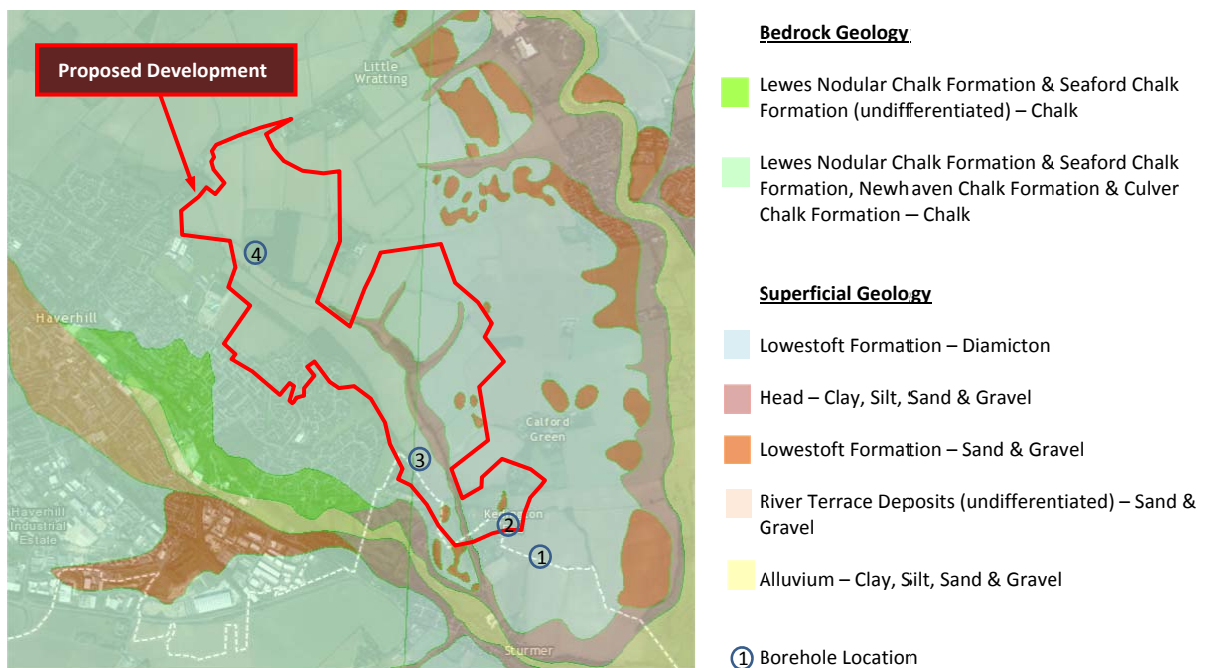 Proposed Development
Little
Wratting
4
Haverhill
Calford
Green
3
Haverhill
Industrial
Estate
2
1
Sturmer
Bedrock Geology
Lewes Nodular Chalk Formation & Seaford Chalk
Formation (undifferentiated) – Chalk
Lewes Nodular Chalk Formation & Seaford Chalk
Formation, Newhaven Chalk Formation & Culver
Chalk Formation – Chalk
Superficial Geology
Lowestoft Formation – Diamicton
Head – Clay, Silt, Sand & Gravel
Lowestoft Formation – Sand & Gravel
River Terrace Deposits (undifferentiated) – Sand &
Gravel
Alluvium – Clay, Silt, Sand & Gravel
1 Borehole Location